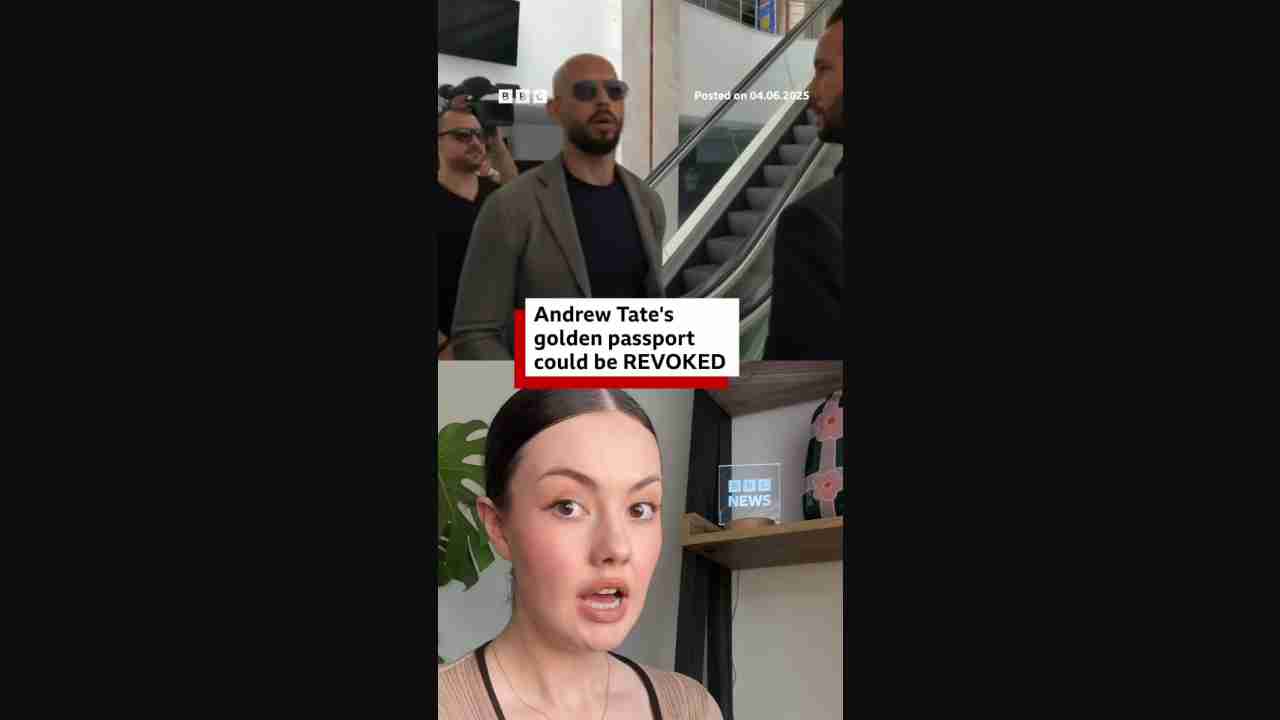 BBC
Posted on 04.06.2025
Andrew Tate's
golden passport
could be REVOKED
BBC
NEWS